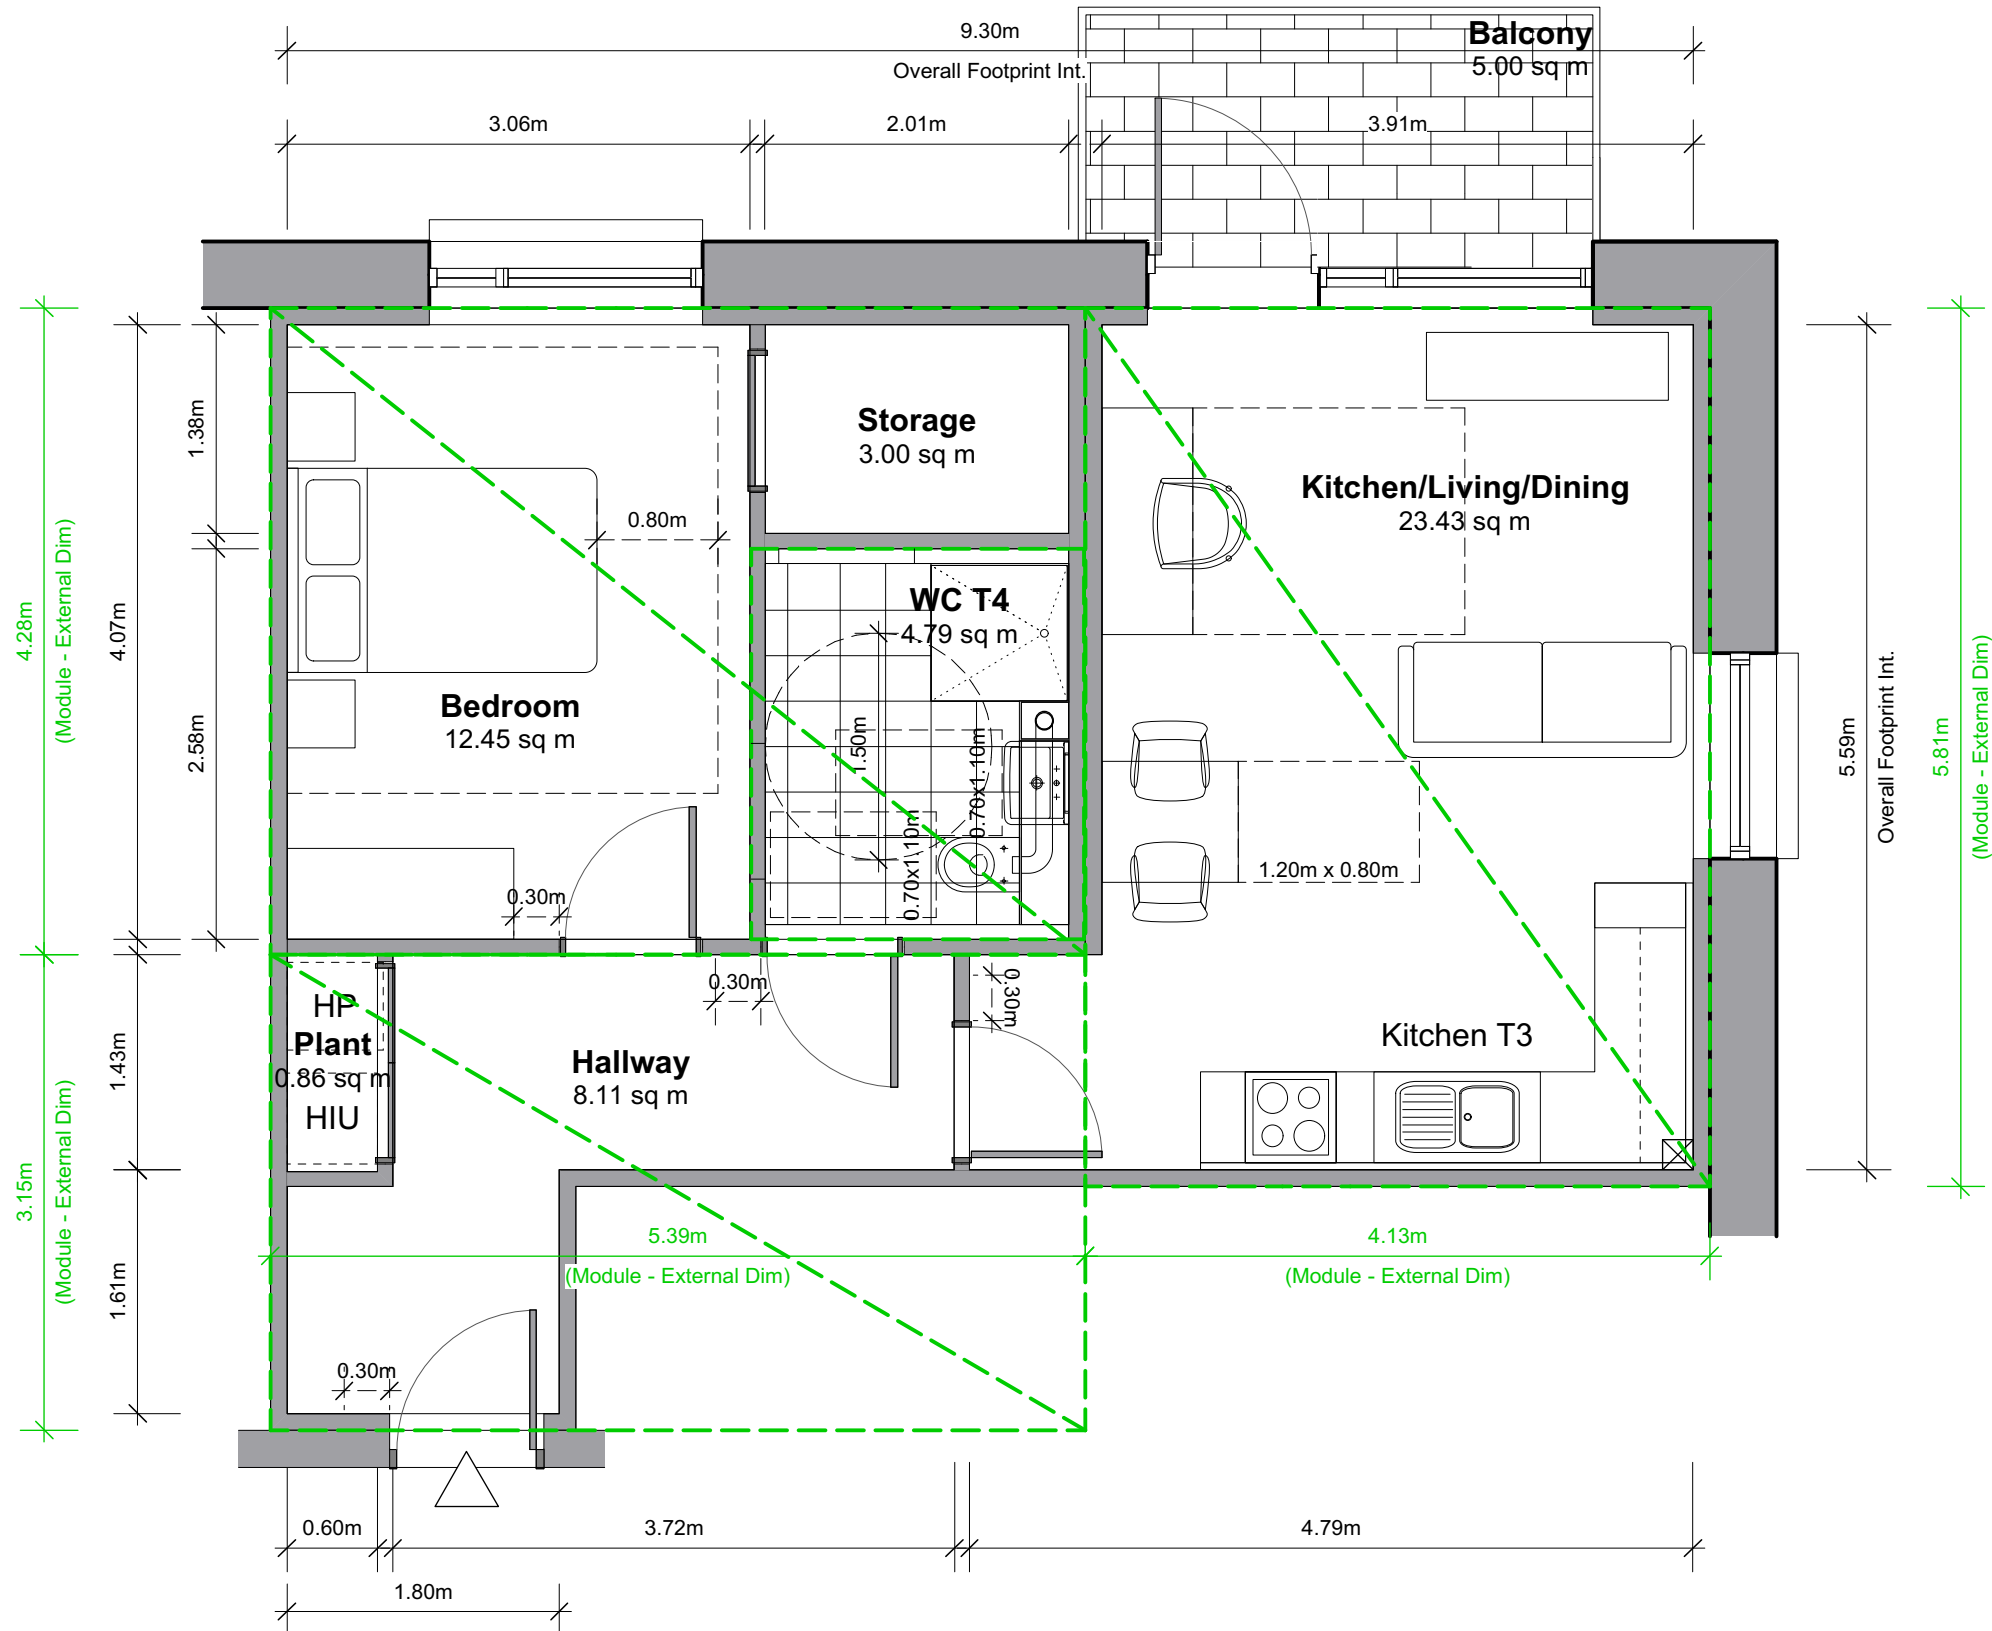 9.30m
Overall Footprint Int.
Balcony
5.00 sq m
3.06m
2.01m
3.91m
1.38m
2.58m
4.07m
4.28m
(Module - External Dim)
1.43m
1.61m
3.15m
(Module - External Dim)
Storage
3.00 sq m
0.80m
Kitchen/Living/Dining
23.43 sq m
WC T4
4.79 sq m
Bedroom
12.45 sq m
1.50m
0.70x1.10m
0.70x1.10m
1.20m x 0.80m
0.30m
0.30m
0.30m
HP
Plant
0.86 sq m
HIU
Hallway
8.11 sq m
Kitchen T3
5.59m
Overall Footprint Int.
5.81m
(Module - External Dim)
5.39m
(Module - External Dim)
4.13m
(Module - External Dim)
0.30m
0.60m
3.72m
4.79m
1.80m